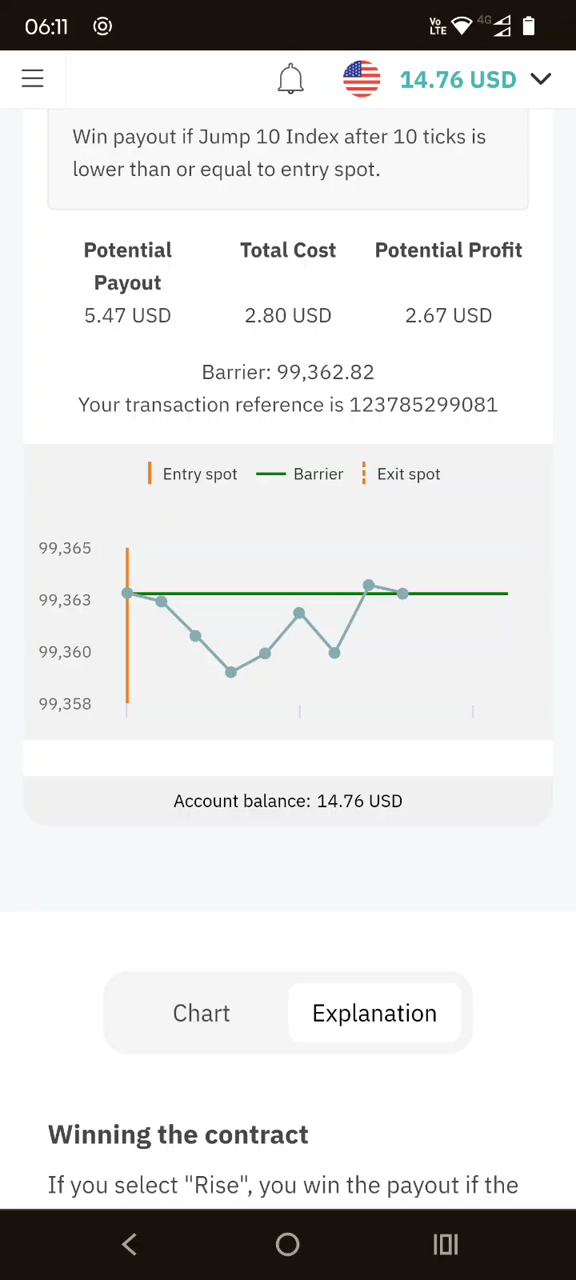 06:11
Vo
LTE
4G
14.76 USD
Win payout if Jump 10 Index after 10 ticks is
lower than or equal to entry spot.
Potential Payout
Total Cost
Potential Profit
5.47 USD
2.80 USD
2.67 USD
Barrier: 99,362.82
Your transaction reference is 123785299081
Entry spot
Barrier
Exit spot
99,365
99,363
99,360
99,358
Account balance: 14.76 USD
Chart
Explanation
Winning the contract
If you select "Rise", you win the payout if the